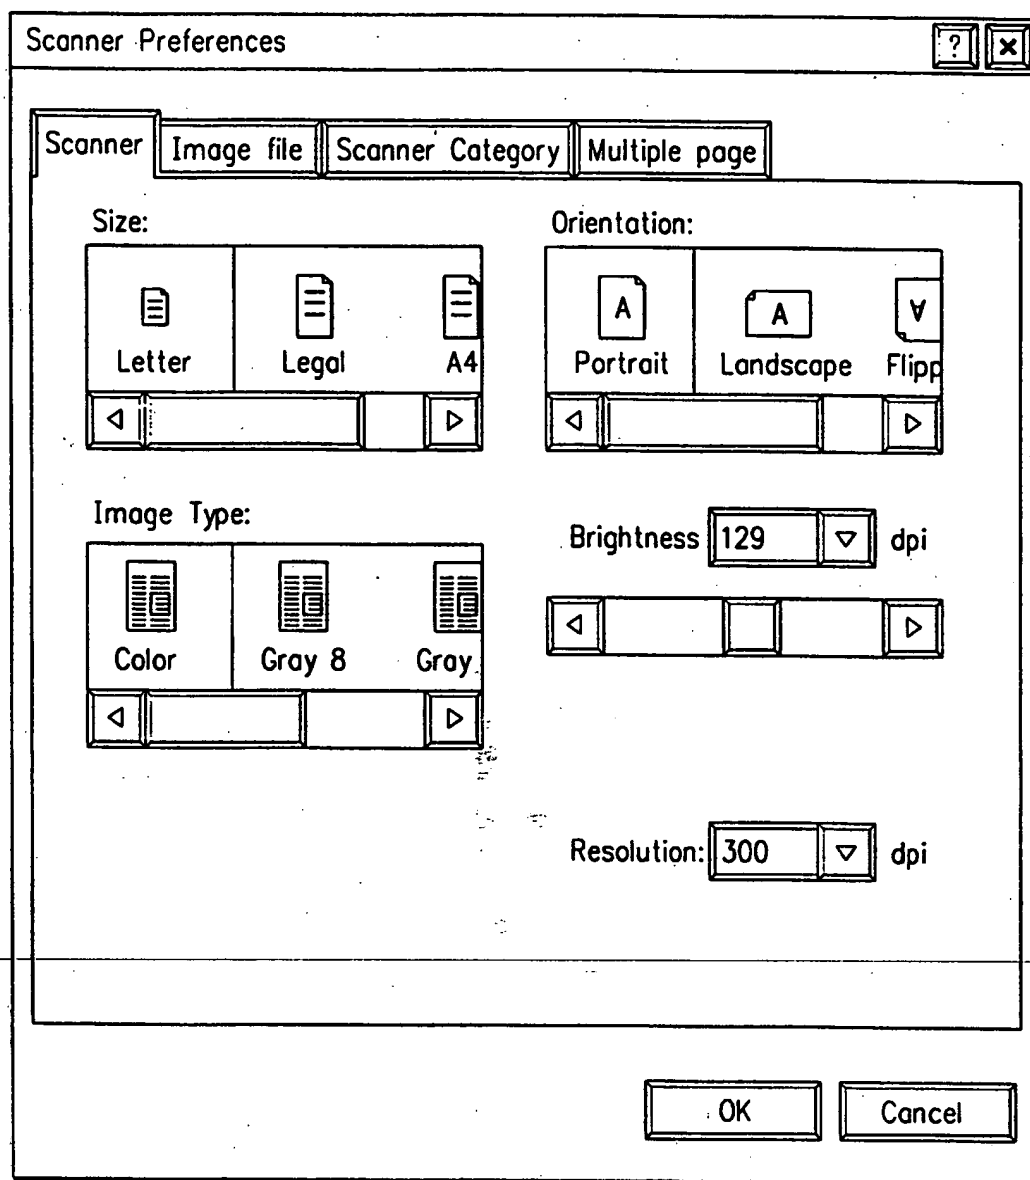 Scanner Preferences ? ×
Scanner Image file Scanner Category Multiple page
Size:
Letter Legal A4
Orientation:
A A A
Portrait Landscape Flipp
Image Type:
Color Gray 8 Gray
Brightness 129 dpi
Resolution: 300 dpi
OK Cancel